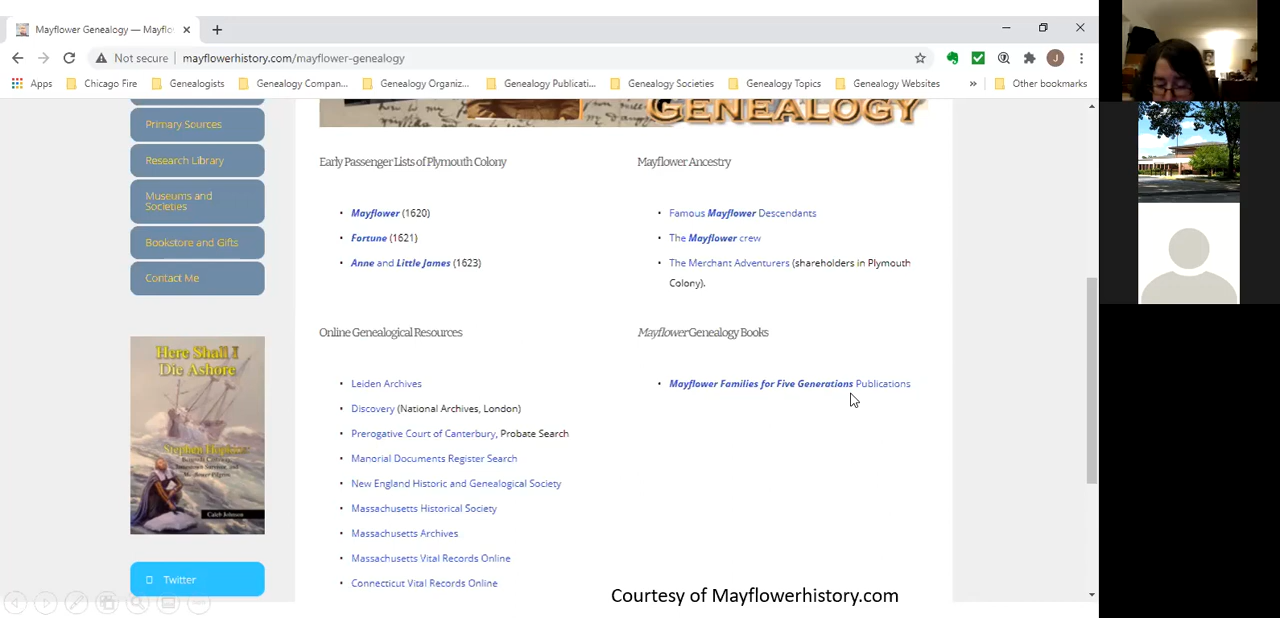 Mayflower Genealogy — Mayflo
Not secure
mayflowerhistory.com/mayflower-genealogy
J
Apps
Chicago Fire
Genealogists
Genealogy Compan...
Genealogy Organiz...
Genealogy Publicati...
Genealogy Societies
Genealogy Topics
Genealogy Websites
»
Other bookmarks
GENEALOGY
Primary Sources
Research Library
Museums and
Societies
Bookstore and Gifts
Contact Me
Here Shall I
Die Ashore
Stephen Hopkins
Caleb Johnson
Twitter
Early Passenger Lists of Plymouth Colony
• Mayflower (1620)
• Fortune (1621)
• Anne and Little James (1623)
Mayflower Ancestry
• Famous Mayflower Descendants
• The Mayflower crew
• The Merchant Adventurers (shareholders in Plymouth
Colony).
Online Genealogical Resources
• Leiden Archives
• Discovery (National Archives, London)
• Prerogative Court of Canterbury, Probate Search
• Manorial Documents Register Search
• New England Historic and Genealogical Society
• Massachusetts Historical Society
• Massachusetts Archives
• Massachusetts Vital Records Online
• Connecticut Vital Records Online
Mayflower Genealogy Books
• Mayflower Families for Five Generations Publications
Courtesy of Mayflowerhistory.com